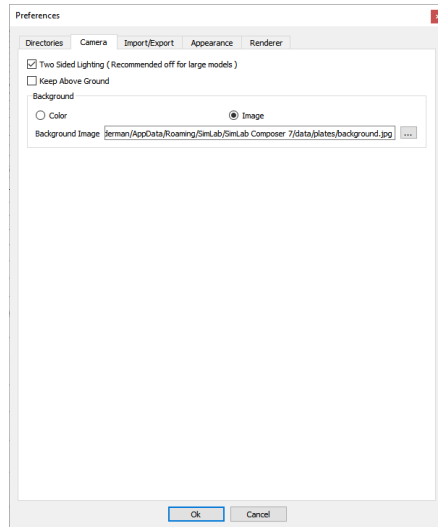 Preferences
Directories Camera Import/Export Appearance Renderer
Two Sided Lighting ( Recommended off for large models )
Keep Above Ground
Background
Color Image
Background Image derman/AppData/Roaming/SimLab/SimLab Composer 7/data/plates/background.jpg ...
Ok Cancel